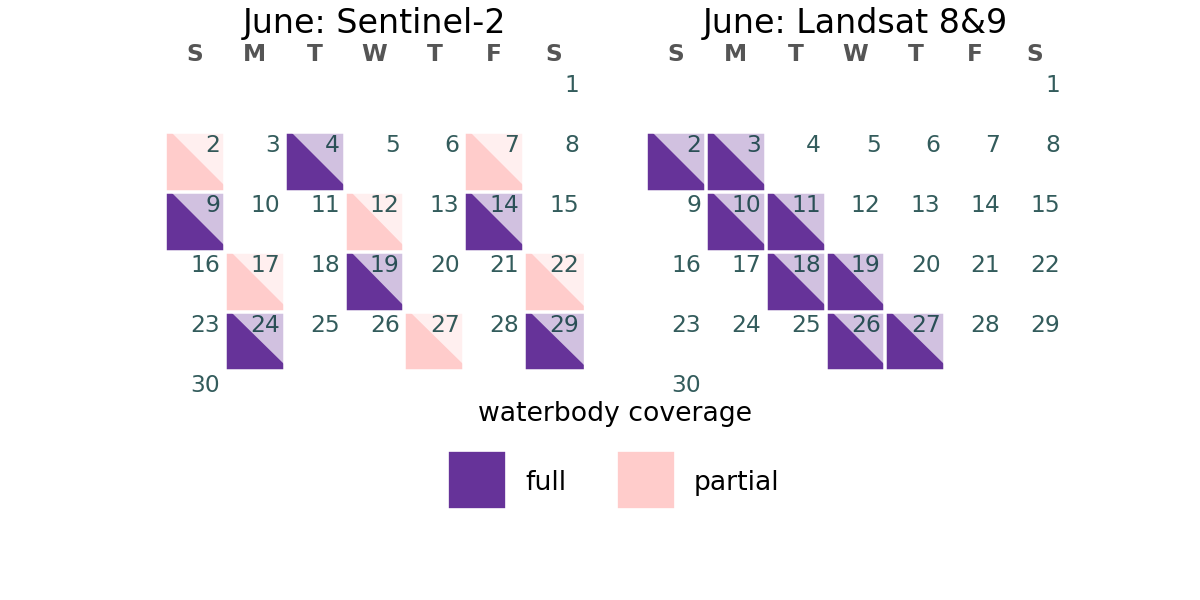 June: Sentinel-2
S M T W T F S
1
2 3 4 5 6 7 8
9 10 11 12 13 14 15
16 17 18 19 20 21 22
23 24 25 26 27 28 29
30
June: Landsat 8&9
S M T W T F S
1
2 3 4 5 6 7 8
9 10 11 12 13 14 15
16 17 18 19 20 21 22
23 24 25 26 27 28 29
30
waterbody coverage
full partial